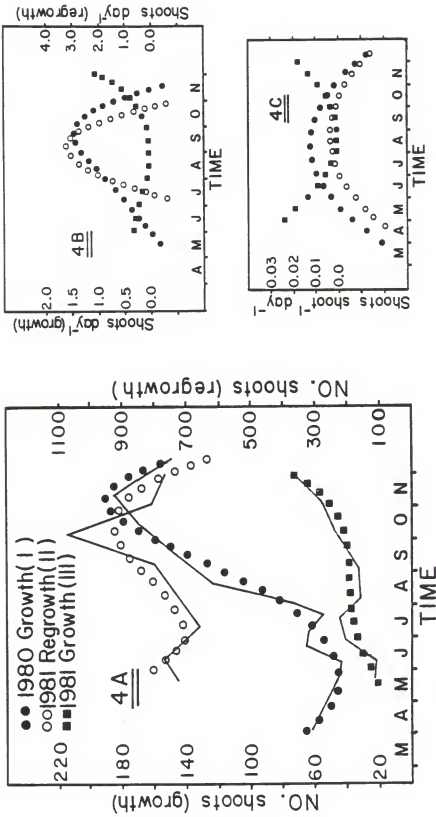 ● ● 1980 Growth (I)
○ ○ 1981 Regrowth (II)
■ ■ 1981 Growth (III)
4A
NO. shoots (growth)
220
180
140
100
60
20
NO. shoots (regrowth)
1100
900
700
500
300
100
M A M J J A S O N
TIME
4B
Shoots day⁻¹ (growth)
2.0
1.5
1.0
0.5
0.0
Shoots day⁻¹ (regrowth)
4.0
3.0
2.0
1.0
0.0
A M J J A S O N
TIME
4C
Shoots shoot⁻¹ day⁻¹
0.03
0.02
0.01
0.0
A M J J A S O N
TIME